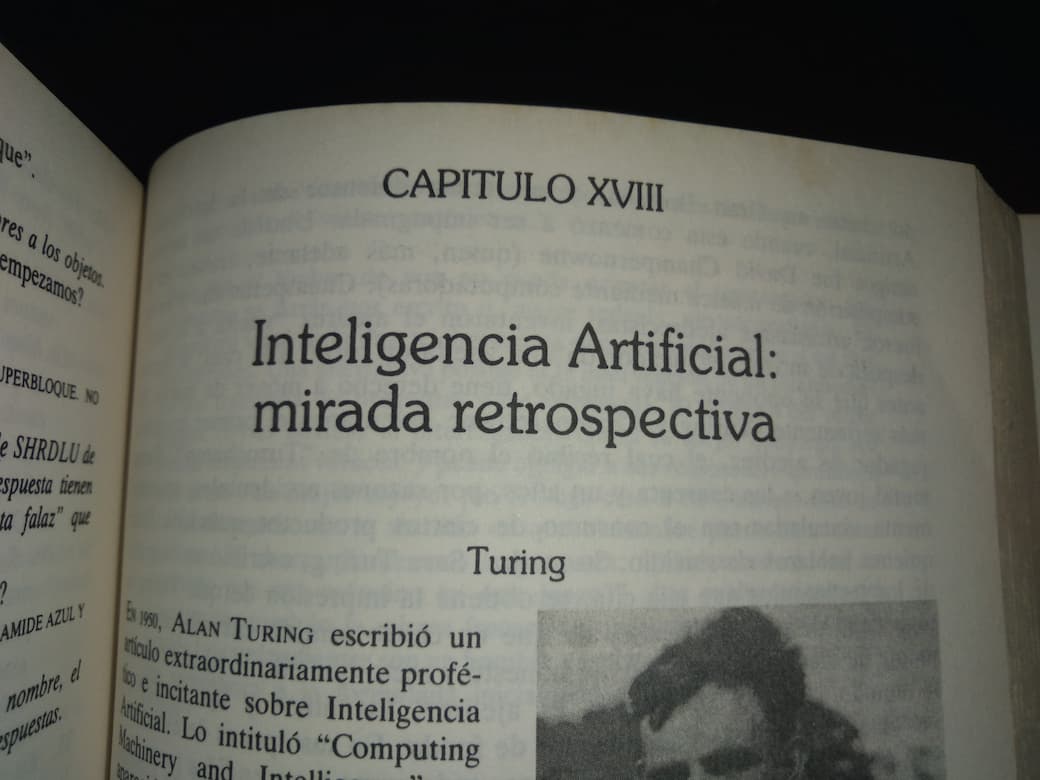 que”.
res a los objetos.
empezamos?
UPERBLOQUE. NO
e SHRDLU de
espuesta tienen
ta falaz” que
?
AMIDE AZUL Y
nombre, el
espuestas.
CAPITULO XVIII
Inteligencia Artificial:
mirada retrospectiva
Turing
EN 1950, ALAN TURING escribió un
artículo extraordinariamente profé-
tico e incitante sobre Inteligencia
Artificial. Lo intituló “Computing
Machinery and